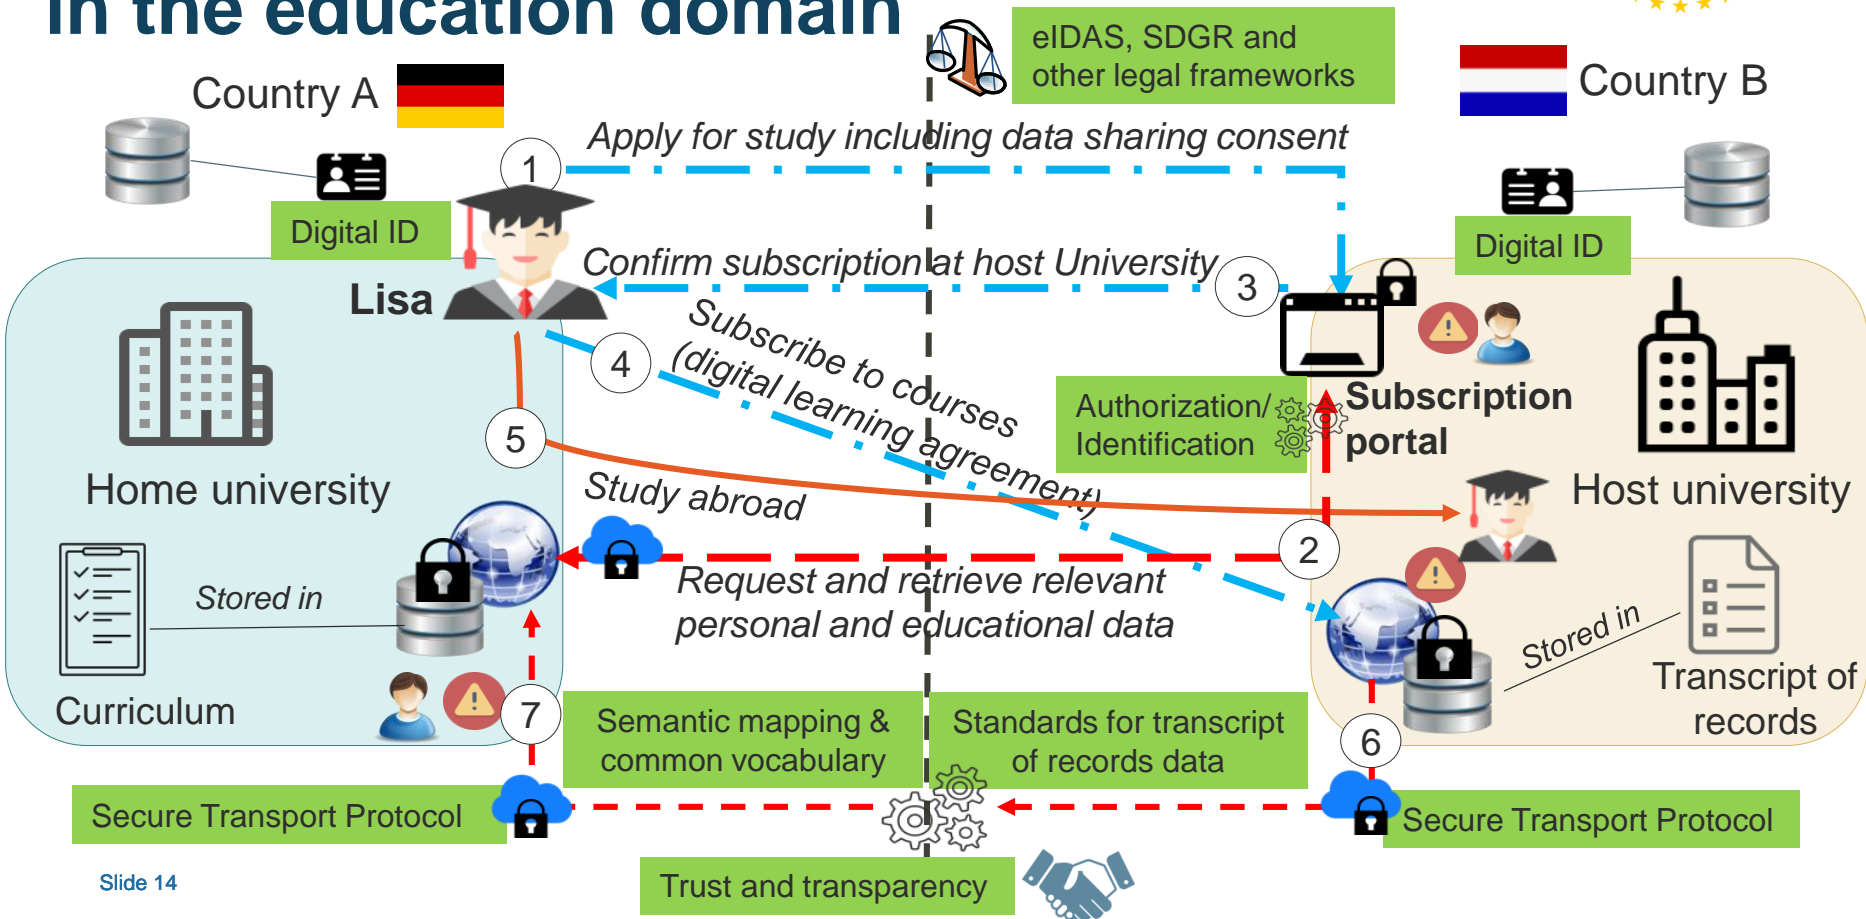 in the education domain
eIDAS, SDGR and
other legal frameworks
Country A
Country B
Apply for study including data sharing consent
1
Digital ID
Digital ID
Confirm subscription at host University
3
Lisa
4
Subscribe to courses
(digital learning agreement)
Authorization/
Identification
Subscription
portal
5
Home university
Study abroad
Host university
2
Request and retrieve relevant
personal and educational data
Stored in
Stored in
Curriculum
Transcript of
records
7
Semantic mapping &
common vocabulary
Standards for transcript
of records data
6
Secure Transport Protocol
Secure Transport Protocol
Slide 14
Trust and transparency